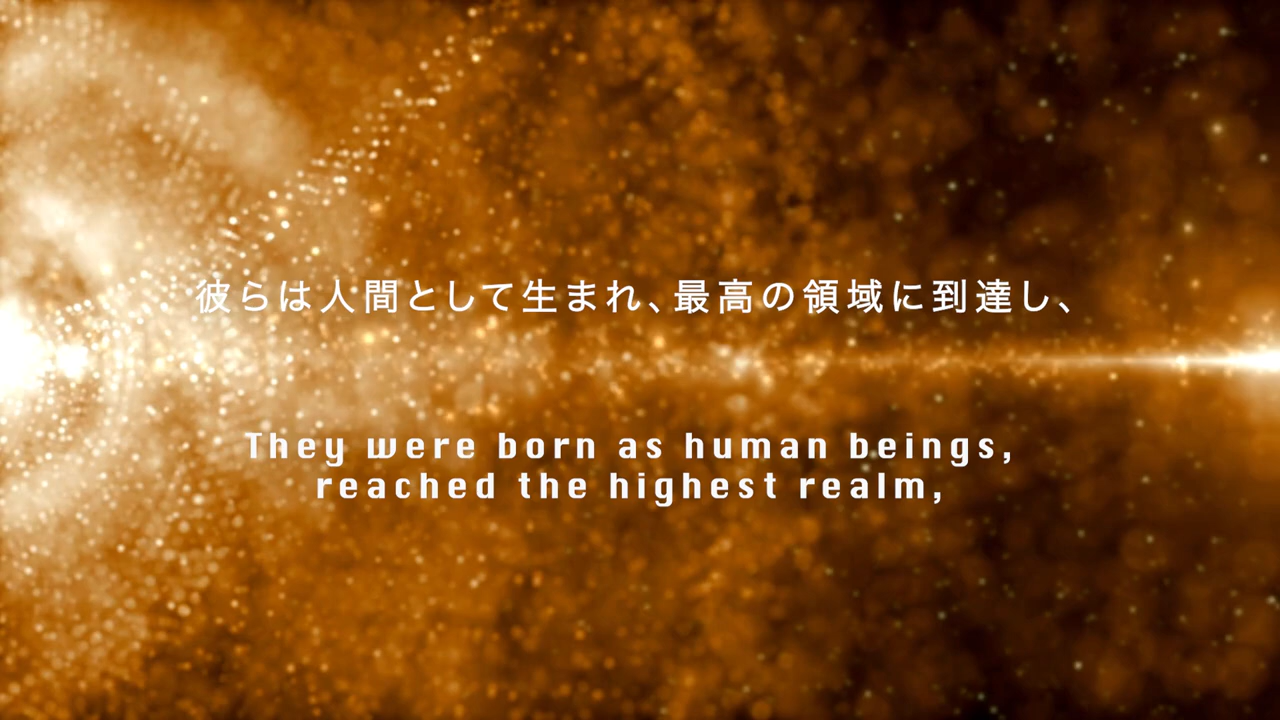 彼らは人間として生まれ、最高の領域に到達し、
They were born as human beings,
reached the highest realm,